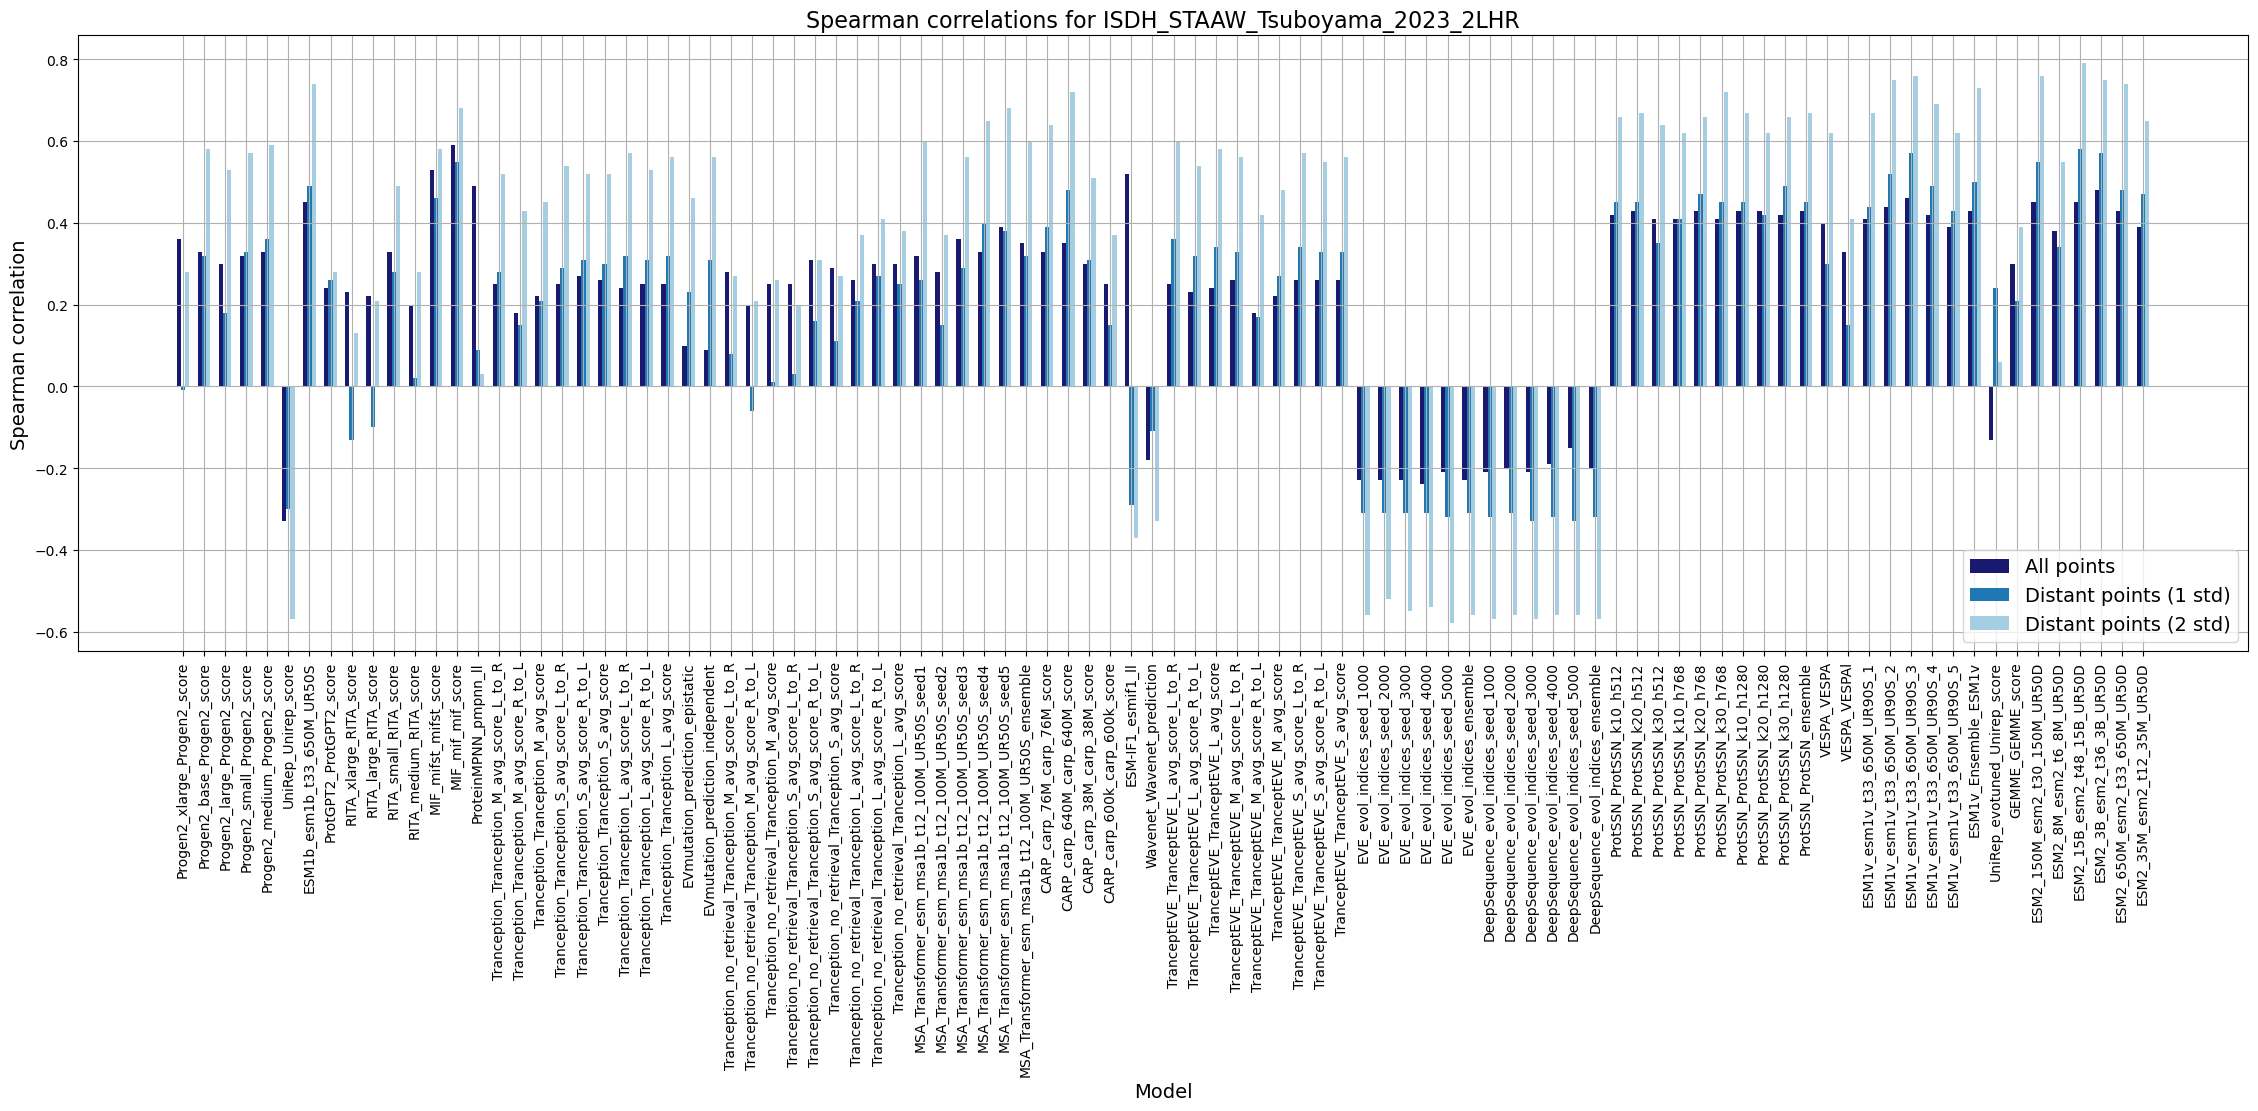 Spearman correlations for ISDH_STAAW_Tsuboyama_2023_2LHR
Spearman correlation
0.8
0.6
0.4
0.2
0.0
−0.2
−0.4
−0.6
All points
Distant points (1 std)
Distant points (2 std)
Progen2_xlarge_Progen2_score
Progen2_base_Progen2_score
Progen2_large_Progen2_score
Progen2_small_Progen2_score
Progen2_medium_Progen2_score
UniRep_Unirep_score
ESM1b_esm1b_t33_650M_UR50S
ProtGPT2_ProtGPT2_score
RITA_xlarge_RITA_score
RITA_large_RITA_score
RITA_small_RITA_score
RITA_medium_RITA_score
MIF_mifst_mifst_score
MIF_mif_mif_score
ProteinMPNN_pmpnn_ll
Tranception_Tranception_M_avg_score_L_to_R
Tranception_Tranception_M_avg_score_R_to_L
Tranception_Tranception_M_avg_score
Tranception_Tranception_S_avg_score_L_to_R
Tranception_Tranception_S_avg_score_R_to_L
Tranception_Tranception_S_avg_score
Tranception_Tranception_L_avg_score_L_to_R
Tranception_Tranception_L_avg_score_R_to_L
Tranception_Tranception_L_avg_score
EVmutation_prediction_epistatic
EVmutation_prediction_independent
Tranception_no_retrieval_Tranception_M_avg_score_L_to_R
Tranception_no_retrieval_Tranception_M_avg_score_R_to_L
Tranception_no_retrieval_Tranception_M_avg_score
Tranception_no_retrieval_Tranception_S_avg_score_L_to_R
Tranception_no_retrieval_Tranception_S_avg_score_R_to_L
Tranception_no_retrieval_Tranception_S_avg_score
Tranception_no_retrieval_Tranception_L_avg_score_L_to_R
Tranception_no_retrieval_Tranception_L_avg_score_R_to_L
Tranception_no_retrieval_Tranception_L_avg_score
MSA_Transformer_esm_msa1b_t12_100M_UR50S_seed1
MSA_Transformer_esm_msa1b_t12_100M_UR50S_seed2
MSA_Transformer_esm_msa1b_t12_100M_UR50S_seed3
MSA_Transformer_esm_msa1b_t12_100M_UR50S_seed4
MSA_Transformer_esm_msa1b_t12_100M_UR50S_seed5
MSA_Transformer_esm_msa1b_t12_100M_UR50S_ensemble
CARP_carp_76M_carp_76M_score
CARP_carp_640M_carp_640M_score
CARP_carp_38M_carp_38M_score
CARP_carp_600k_carp_600k_score
ESM-IF1_esmif1_ll
Wavenet_Wavenet_prediction
TranceptEVE_TranceptEVE_L_avg_score_L_to_R
TranceptEVE_TranceptEVE_L_avg_score_R_to_L
TranceptEVE_TranceptEVE_L_avg_score
TranceptEVE_TranceptEVE_M_avg_score_L_to_R
TranceptEVE_TranceptEVE_M_avg_score_R_to_L
TranceptEVE_TranceptEVE_M_avg_score
TranceptEVE_TranceptEVE_S_avg_score_L_to_R
TranceptEVE_TranceptEVE_S_avg_score_R_to_L
TranceptEVE_TranceptEVE_S_avg_score
EVE_evol_indices_seed_1000
EVE_evol_indices_seed_2000
EVE_evol_indices_seed_3000
EVE_evol_indices_seed_4000
EVE_evol_indices_seed_5000
EVE_evol_indices_ensemble
DeepSequence_evol_indices_seed_1000
DeepSequence_evol_indices_seed_2000
DeepSequence_evol_indices_seed_3000
DeepSequence_evol_indices_seed_4000
DeepSequence_evol_indices_seed_5000
DeepSequence_evol_indices_ensemble
ProtSSN_ProtSSN_k10_h512
ProtSSN_ProtSSN_k20_h512
ProtSSN_ProtSSN_k30_h512
ProtSSN_ProtSSN_k10_h768
ProtSSN_ProtSSN_k20_h768
ProtSSN_ProtSSN_k30_h768
ProtSSN_ProtSSN_k10_h1280
ProtSSN_ProtSSN_k20_h1280
ProtSSN_ProtSSN_k30_h1280
ProtSSN_ProtSSN_ensemble
VESPA_VESPA
VESPA_VESPAl
ESM1v_esm1v_t33_650M_UR90S_1
ESM1v_esm1v_t33_650M_UR90S_2
ESM1v_esm1v_t33_650M_UR90S_3
ESM1v_esm1v_t33_650M_UR90S_4
ESM1v_esm1v_t33_650M_UR90S_5
ESM1v_Ensemble_ESM1v
UniRep_evotuned_Unirep_score
GEMME_GEMME_score
ESM2_150M_esm2_t30_150M_UR50D
ESM2_8M_esm2_t6_8M_UR50D
ESM2_15B_esm2_t48_15B_UR50D
ESM2_3B_esm2_t36_3B_UR50D
ESM2_650M_esm2_t33_650M_UR50D
ESM2_35M_esm2_t12_35M_UR50D
Model